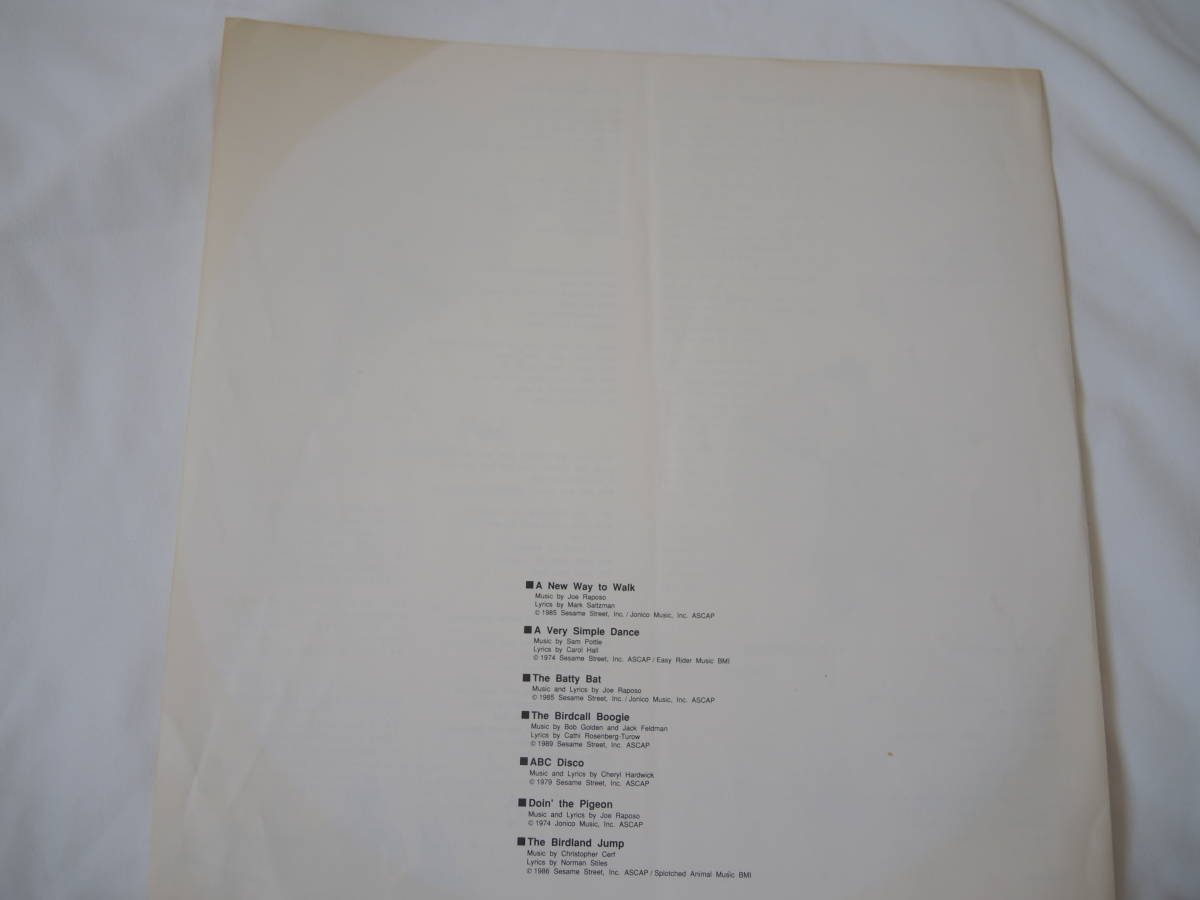 ■ A New Way to Walk
Music by Joe Raposo
Lyrics by Mark Saltzman
© 1985 Sesame Street, Inc. / Jonico Music, Inc. ASCAP
■ A Very Simple Dance
Music by Sam Pottle
Lyrics by Carol Hall
© 1974 Sesame Street, Inc. ASCAP / Easy Rider Music BMI
■ The Batty Bat
Music and Lyrics by Joe Raposo
© 1985 Sesame Street, Inc. / Jonico Music, Inc. ASCAP
■ The Birdcall Boogie
Music by Bob Golden and Jack Feldman
Lyrics by Cathi Rosenberg-Turow
© 1989 Sesame Street, Inc. ASCAP
■ ABC Disco
Music and Lyrics by Cheryl Hardwick
© 1979 Sesame Street, Inc. ASCAP
■ Doin' the Pigeon
Music and Lyrics by Joe Raposo
© 1974 Jonico Music, Inc. ASCAP
■ The Birdland Jump
Music by Christopher Cerf
Lyrics by Norman Stiles
© 1986 Sesame Street, Inc. ASCAP / Splotched Animal Music BMI